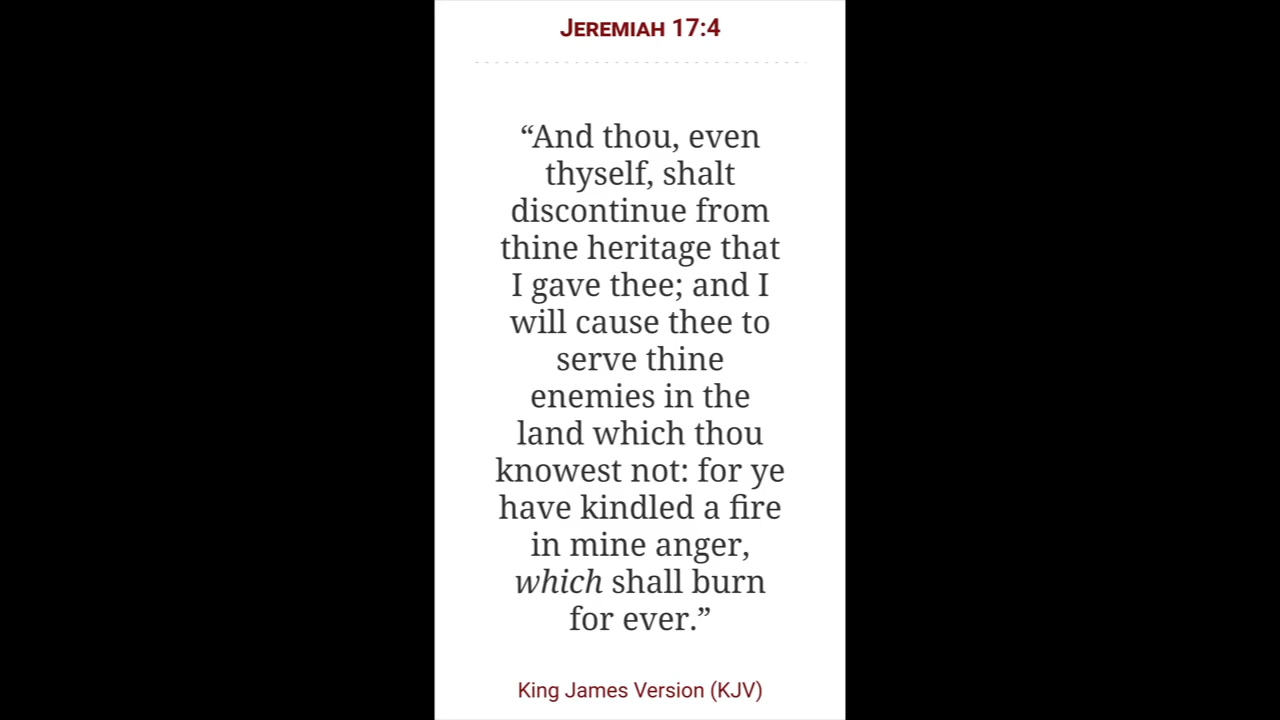 Jeremiah 17:4
“And thou, even
thyself, shalt
discontinue from
thine heritage that
I gave thee; and I
will cause thee to
serve thine
enemies in the
land which thou
knowest not: for ye
have kindled a fire
in mine anger,
which shall burn
for ever.”
King James Version (KJV)